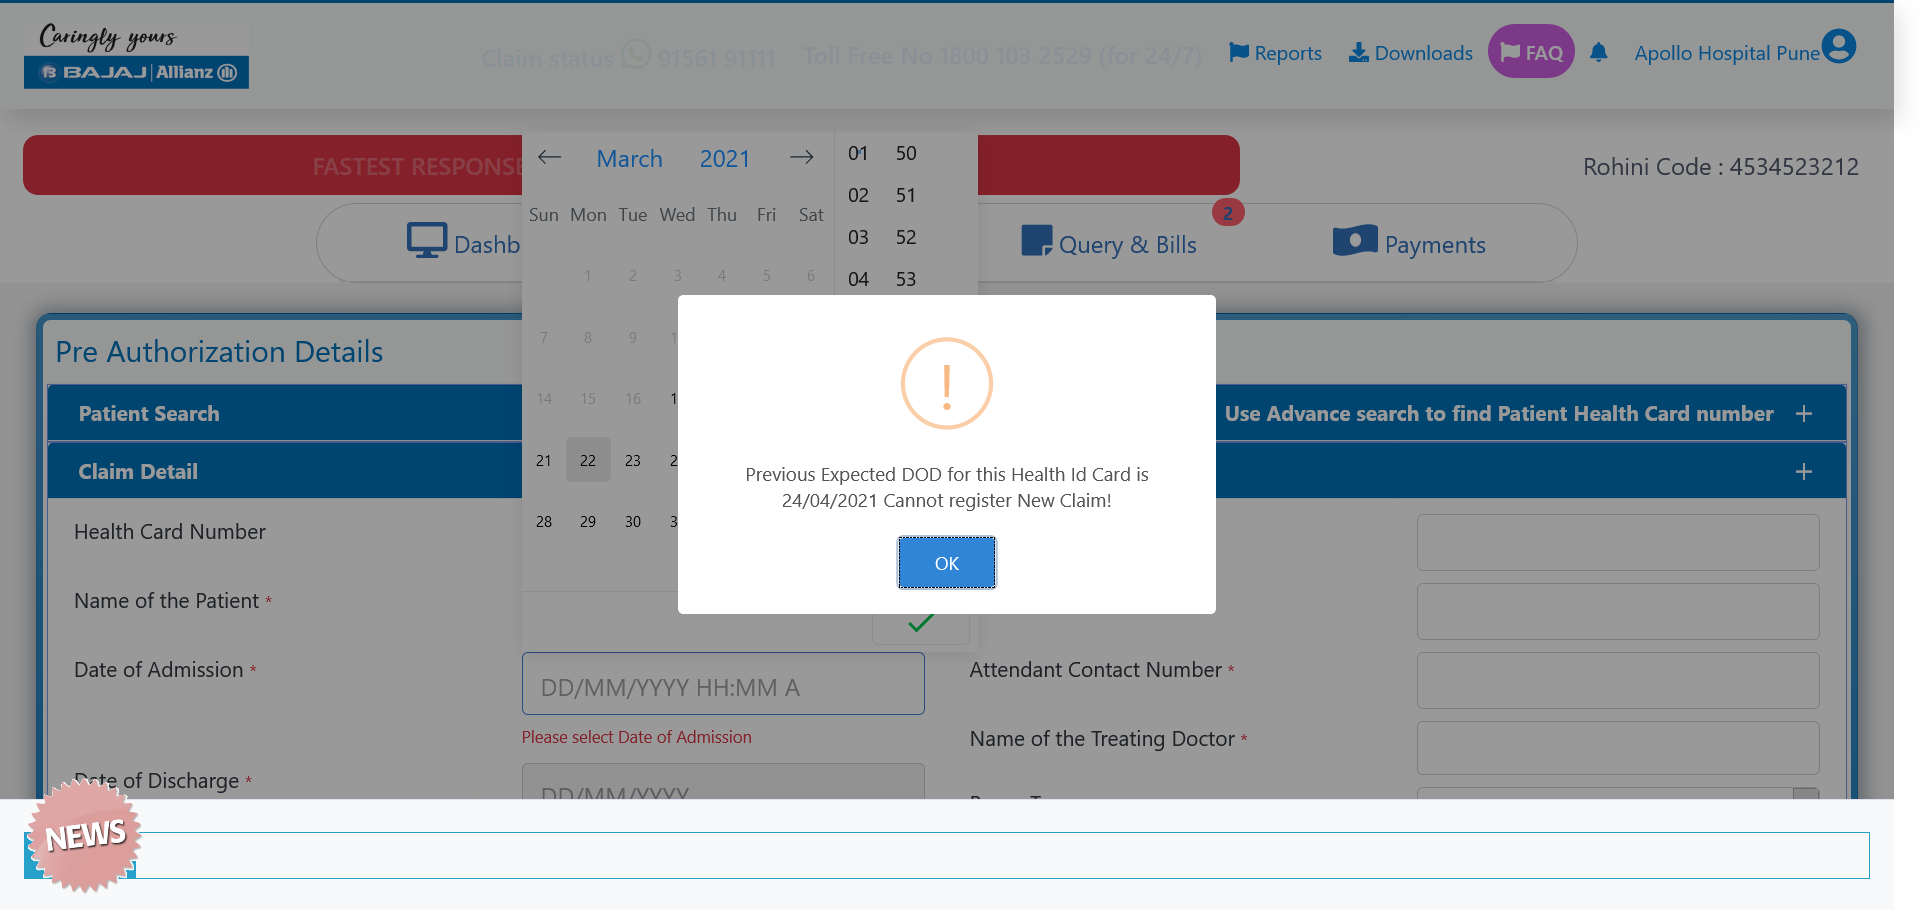 Caringly yours
BAJAJ | Allianz
Claim status 91561 91111
Toll Free No 1800 103 2529 (for 24/7)
Reports
Downloads
FAQ
Apollo Hospital Pune
FASTEST RESPONSE
Rohini Code : 4534523212
March 2021
Sun Mon Tue Wed Thu Fri Sat
1 2 3 4 5 6
7 8 9
14 15 16
21 22 23
28 29 30
01 50
02 51
03 52
04 53
Dashb
Query & Bills
2
Payments
Pre Authorization Details
Patient Search
Use Advance search to find Patient Health Card number +
Claim Detail +
!
Previous Expected DOD for this Health Id Card is
24/04/2021 Cannot register New Claim!
OK
Health Card Number
Name of the Patient *
Date of Admission *
DD/MM/YYYY HH:MM A
Please select Date of Admission
Attendant Contact Number *
Name of the Treating Doctor *
Date of Discharge *
DD/MM/YYYY
NEWS